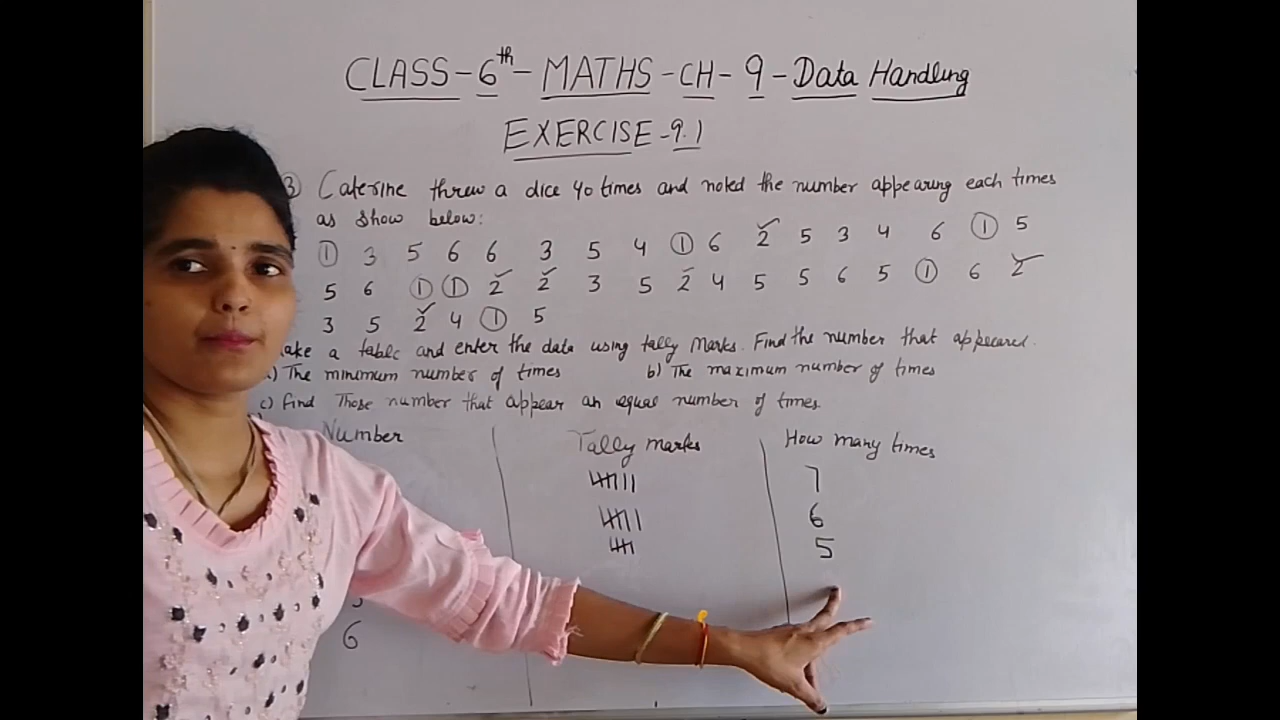 CLASS-6th-MATHS-CH-9-Data Handling
EXERCISE-9.1
3 Caterine threw a dice 40 times and noted the number appearing each times
as show below:
1 3 5 6 6 3 5 4 1 6 2 5 3 4 6 1 5
5 6 1 1 2 2 3 5 2 4 5 5 6 5 1 6 2
3 5 2 4 1 5
ake a table and enter the data using tally marks. Find the number that appeared.
) The minimum number of times b) The maximum number of times
c) find Those number that appear an equal number of times.
Number Tally marks How many times
7
6
5
6